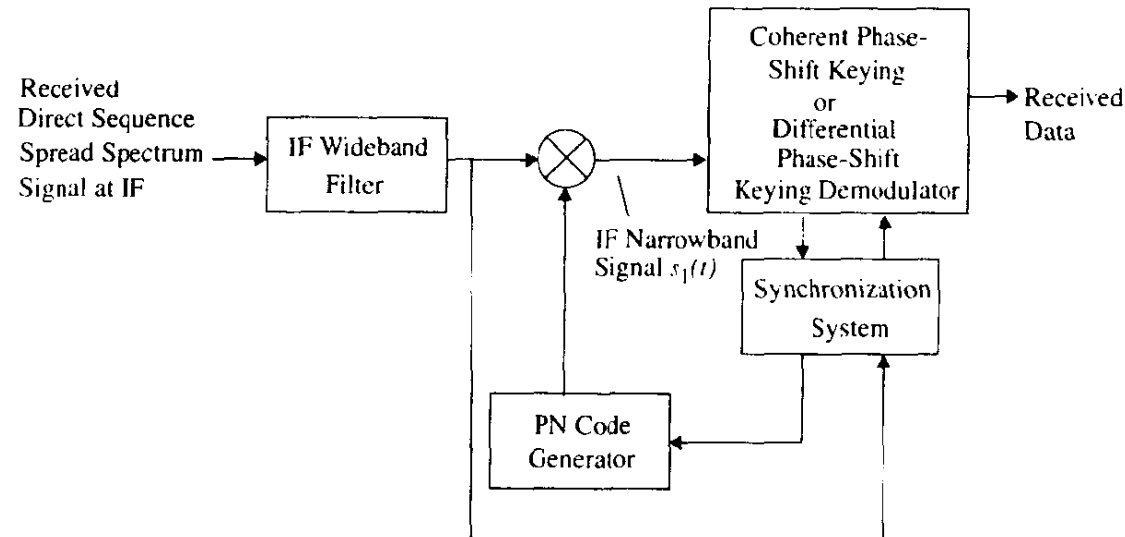 Received
Direct Sequence
Spread Spectrum
Signal at IF
IF Wideband
Filter
IF Narrowband
Signal s₁(t)
Coherent Phase-
Shift Keying
or
Differential
Phase-Shift
Keying Demodulator
Received
Data
Synchronization
System
PN Code
Generator